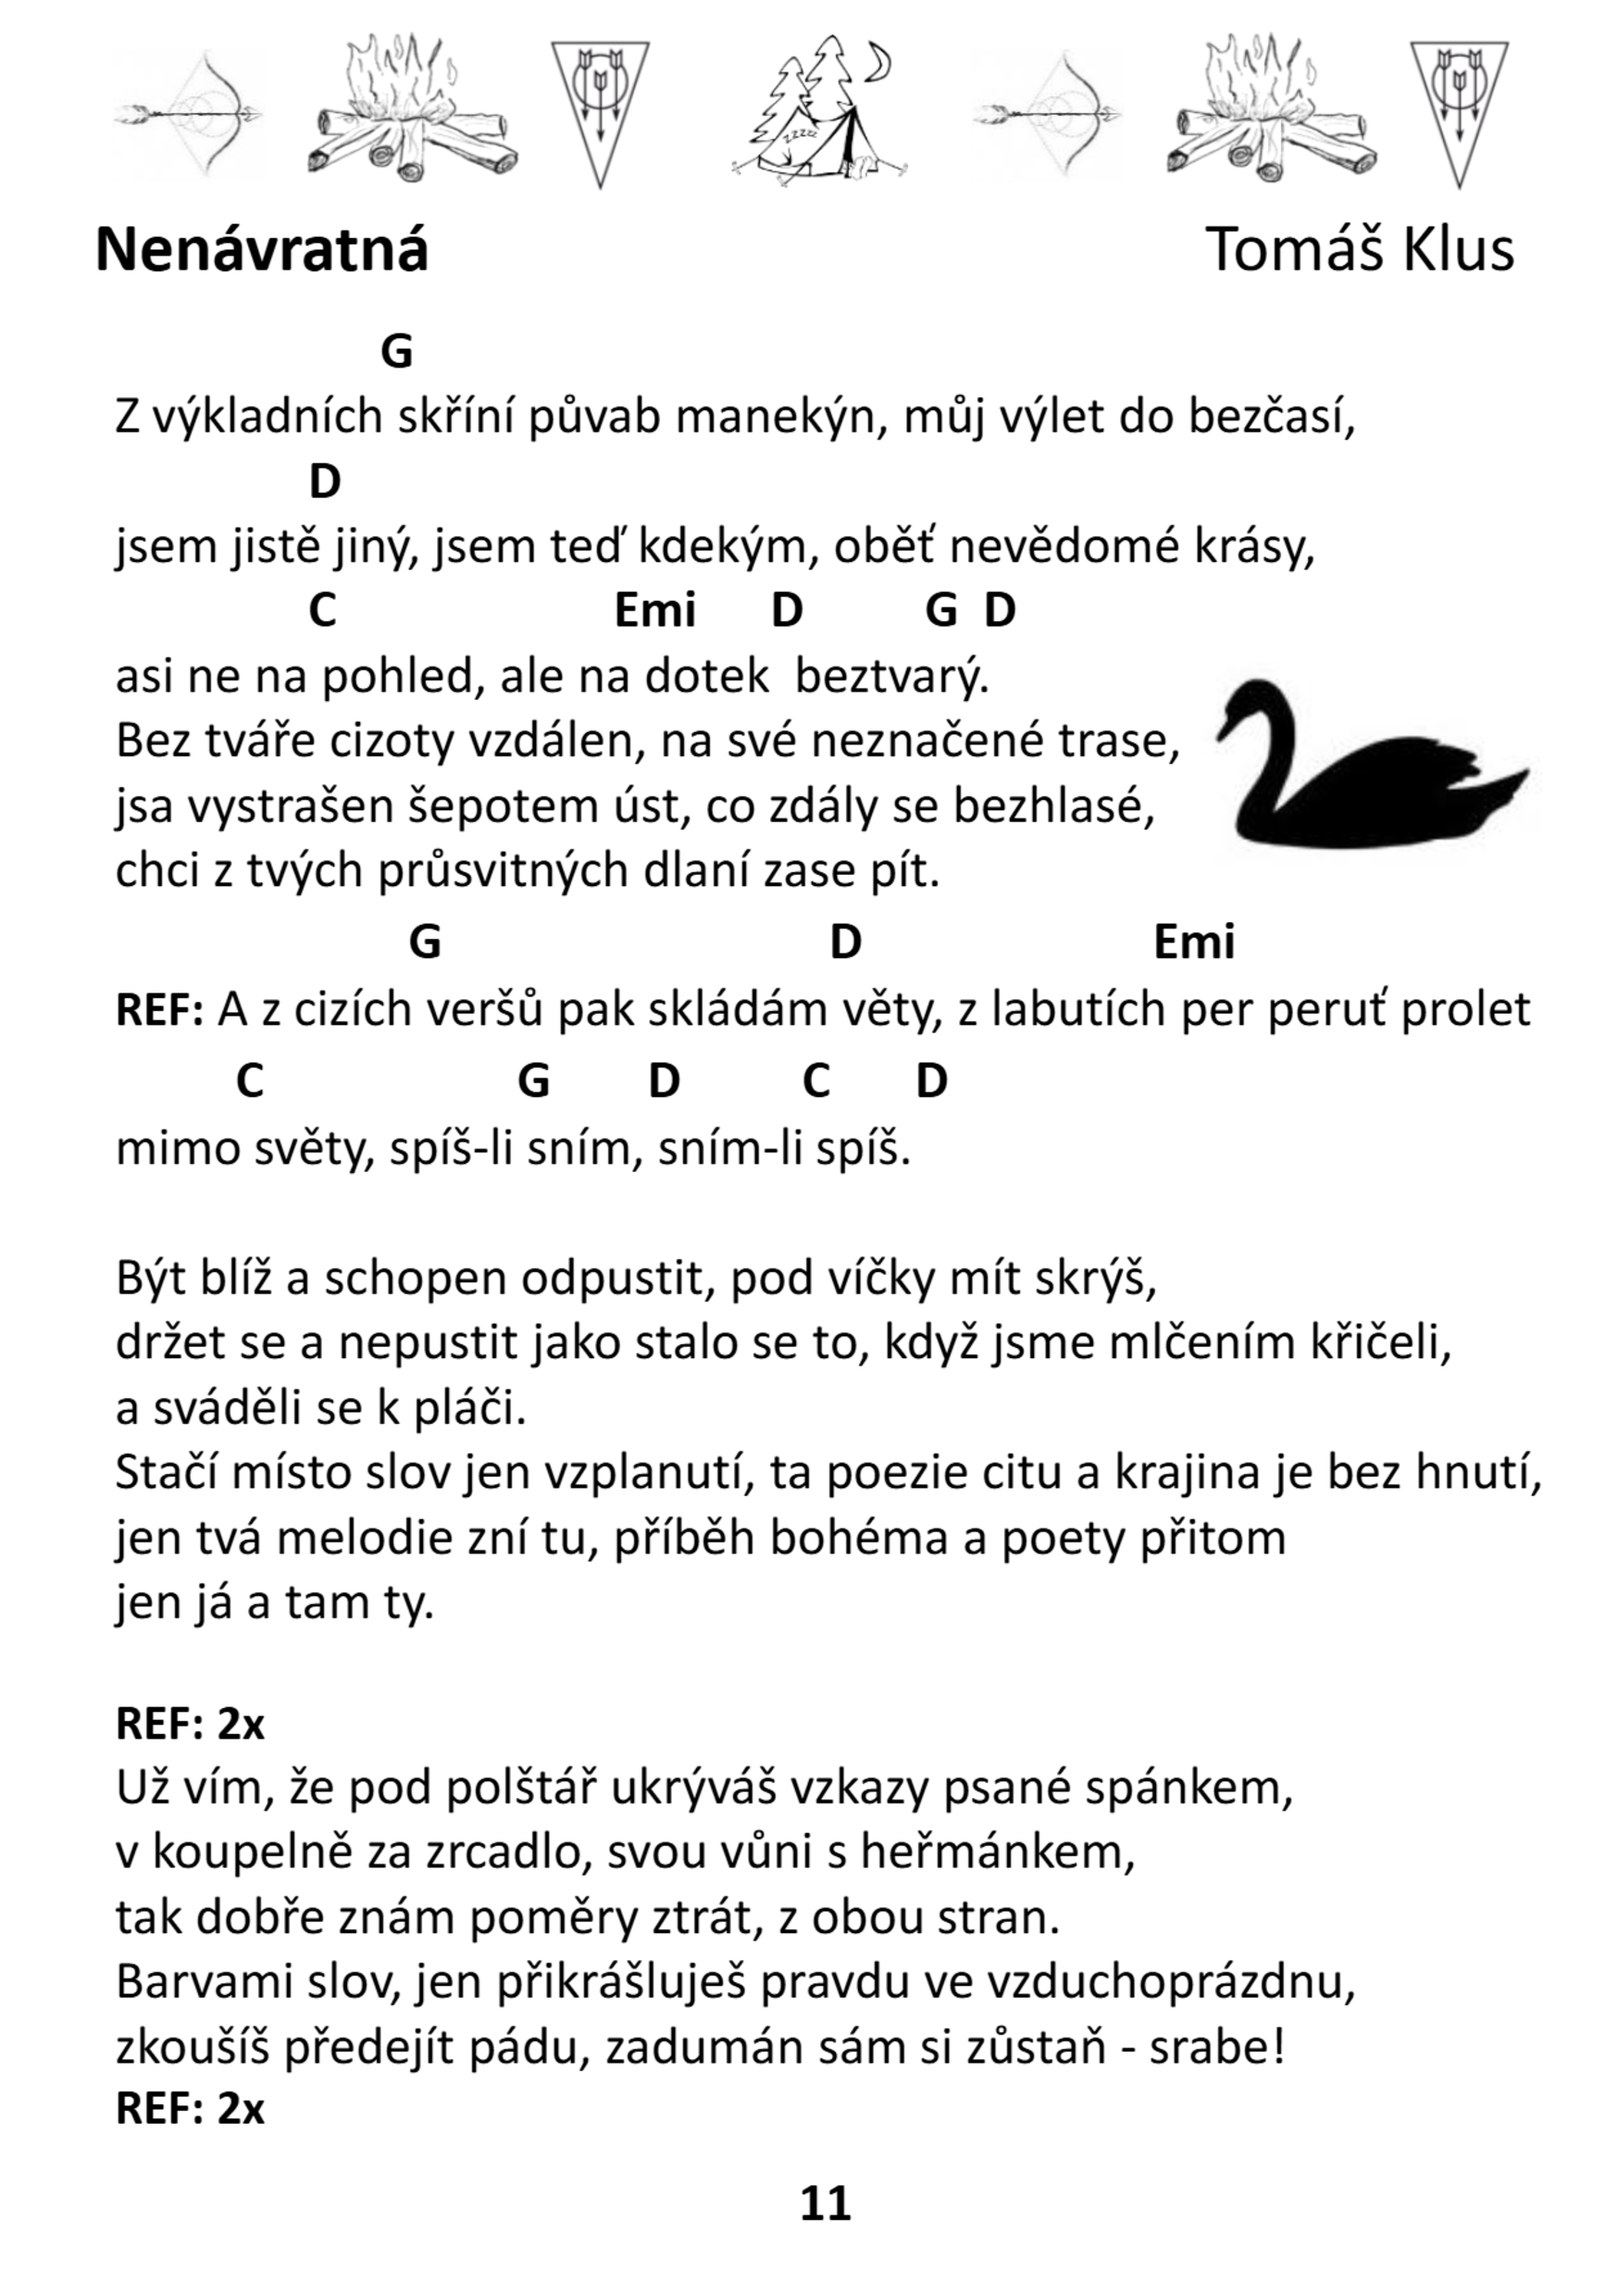 zzzzz
Nenávratná Tomáš Klus
G
Z výkladních skříní půvab manekýn, můj výlet do bezčasí,
D
jsem jistě jiný, jsem teď kdekým, oběť nevědomé krásy,
C Emi D G D
asi ne na pohled, ale na dotek  beztvarý.
Bez tváře cizoty vzdálen, na své neznačené trase,
jsa vystrašen šepotem úst, co zdály se bezhlasé,
chci z tvých průsvitných dlaní zase pít.
G D Emi
REF: A z cizích veršů pak skládám věty, z labutích per peruť prolet
C G D C D
mimo světy, spíš-li sním, sním-li spíš.
Být blíž a schopen odpustit, pod víčky mít skrýš,
držet se a nepustit jako stalo se to, když jsme mlčením křičeli,
a sváděli se k pláči.
Stačí místo slov jen vzplanutí, ta poezie citu a krajina je bez hnutí,
jen tvá melodie zní tu, příběh bohéma a poety přitom
jen já a tam ty.
REF: 2x
Už vím, že pod polštář ukrýváš vzkazy psané spánkem,
v koupelně za zrcadlo, svou vůni s heřmánkem,
tak dobře znám poměry ztrát, z obou stran.
Barvami slov, jen přikrášluješ pravdu ve vzduchoprázdnu,
zkoušíš předejít pádu, zadumán sám si zůstaň - srabe!
REF: 2x
11